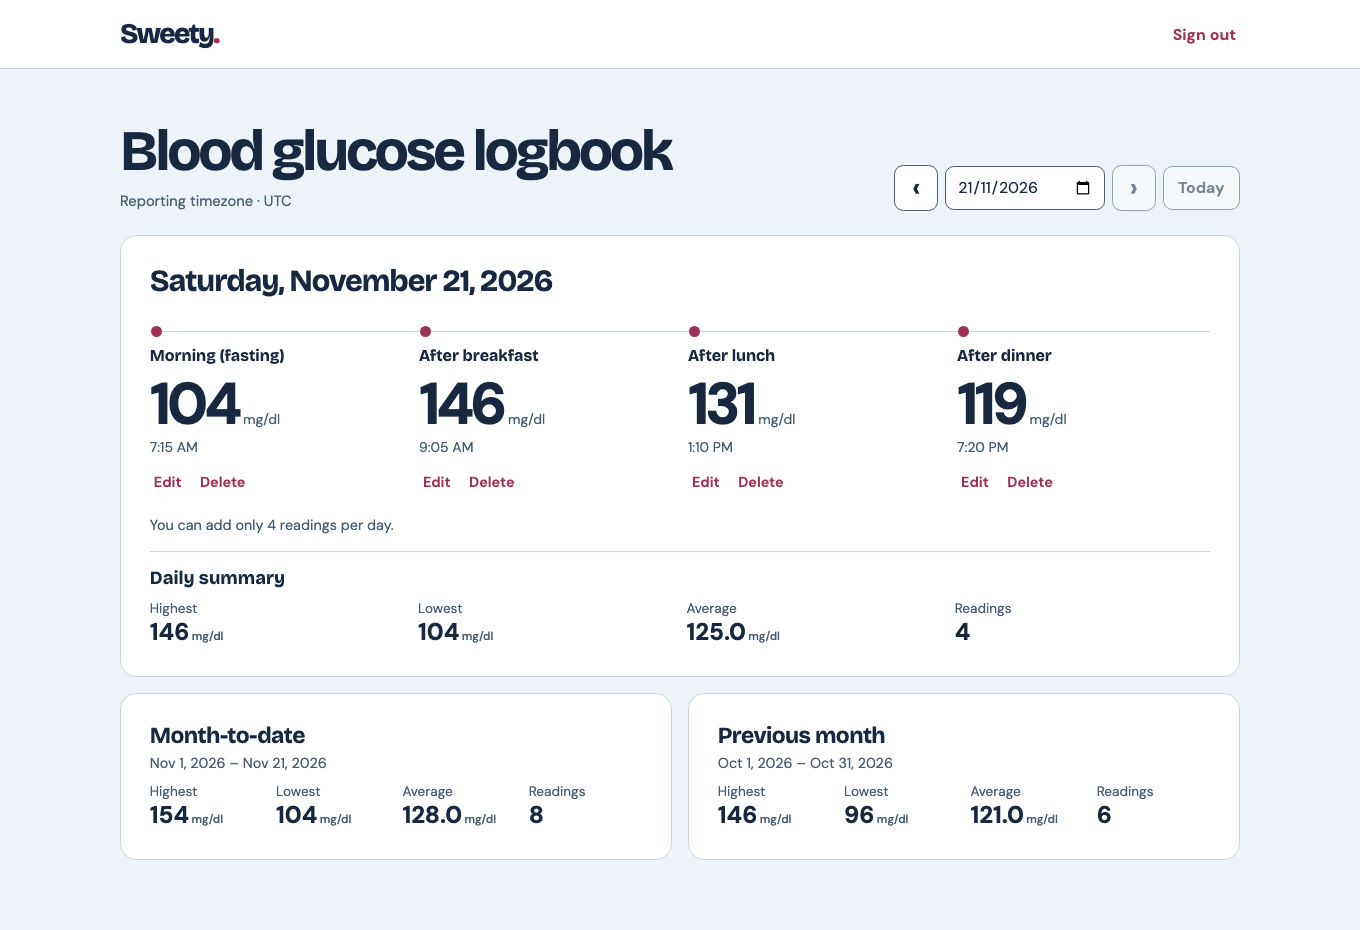 Sweety.
Sign out
Blood glucose logbook
Reporting timezone · UTC
‹
21/11/2026
›
Today
Saturday, November 21, 2026
Morning (fasting)
104 mg/dl
7:15 AM
Edit Delete
After breakfast
146 mg/dl
9:05 AM
Edit Delete
After lunch
131 mg/dl
1:10 PM
Edit Delete
After dinner
119 mg/dl
7:20 PM
Edit Delete
You can add only 4 readings per day.
Daily summary
Highest
146 mg/dl
Lowest
104 mg/dl
Average
125.0 mg/dl
Readings
4
Month-to-date
Nov 1, 2026 – Nov 21, 2026
Highest
154 mg/dl
Lowest
104 mg/dl
Average
128.0 mg/dl
Readings
8
Previous month
Oct 1, 2026 – Oct 31, 2026
Highest
146 mg/dl
Lowest
96 mg/dl
Average
121.0 mg/dl
Readings
6